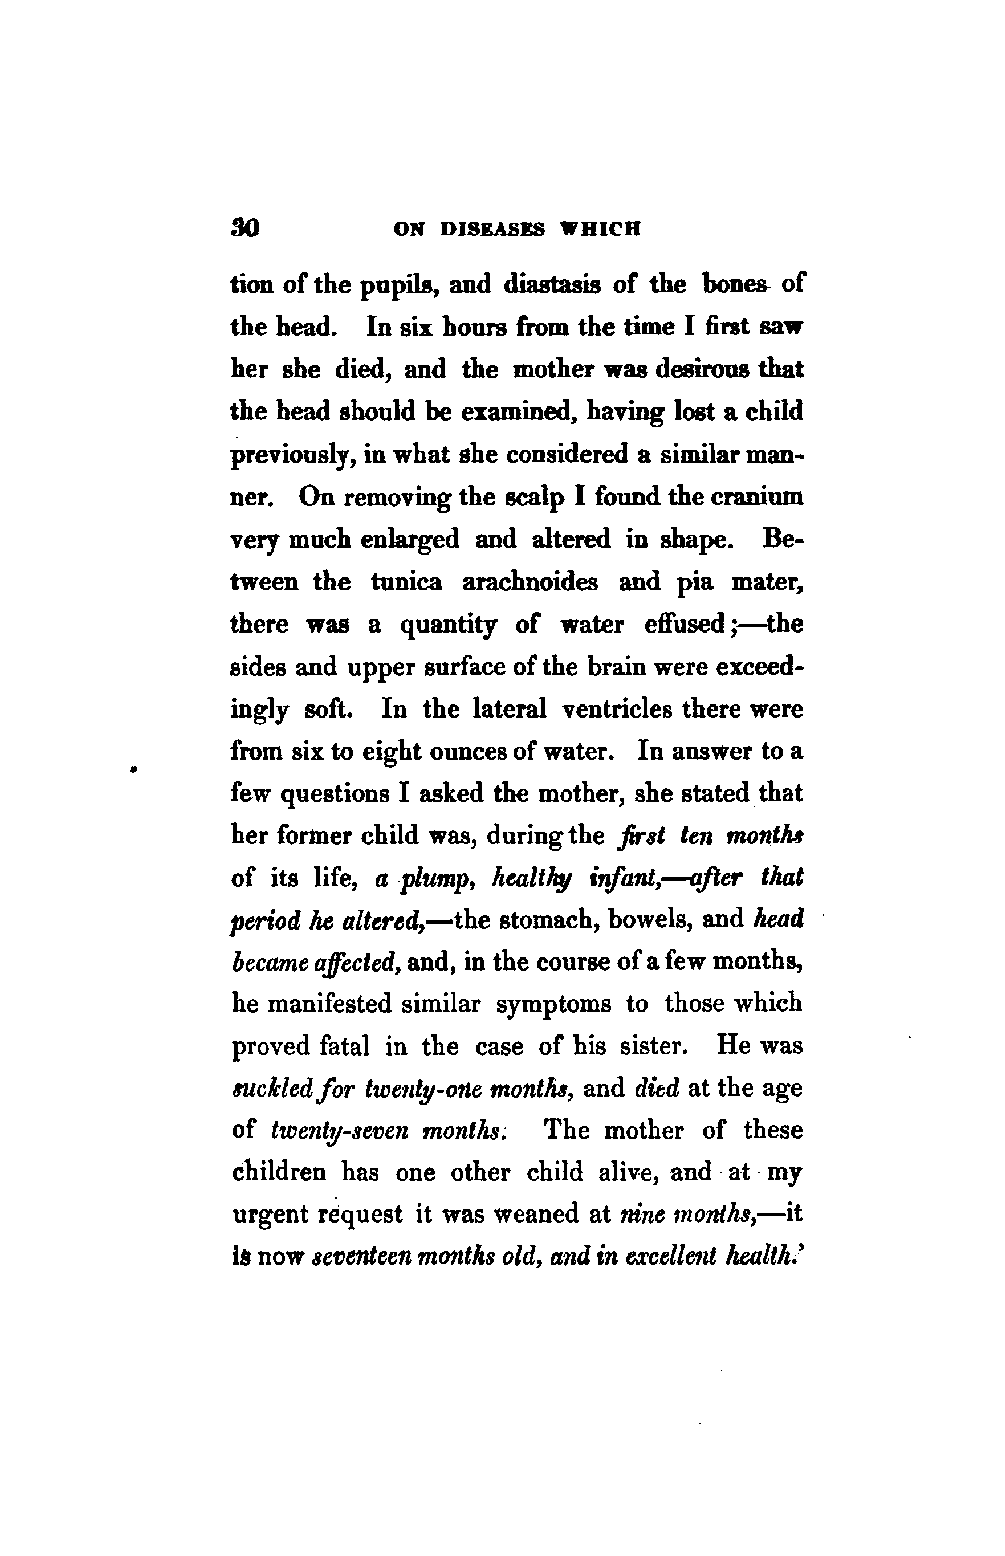 30 ON DISEASES WHICH
tion of the pupils, and diastasis of the bones of
the head. In six hours from the time I first saw
her she died, and the mother was desirous that
the head should be examined, having lost a child
previously, in what she considered a similar man-
ner. On removing the scalp I found the cranium
very much enlarged and altered in shape. Be-
tween the tunica arachnoides and pia mater,
there was a quantity of water effused;—the
sides and upper surface of the brain were exceed-
ingly soft. In the lateral ventricles there were
from six to eight ounces of water. In answer to a
few questions I asked the mother, she stated that
her former child was, during the first ten months
of its life, a plump, healthy infant,—after that
period he altered,—the stomach, bowels, and head
became affected, and, in the course of a few months,
he manifested similar symptoms to those which
proved fatal in the case of his sister. He was
suckled for twenty-one months, and died at the age
of twenty-seven months. The mother of these
children has one other child alive, and at my
urgent request it was weaned at nine months,—it
is now seventeen months old, and in excellent health.'